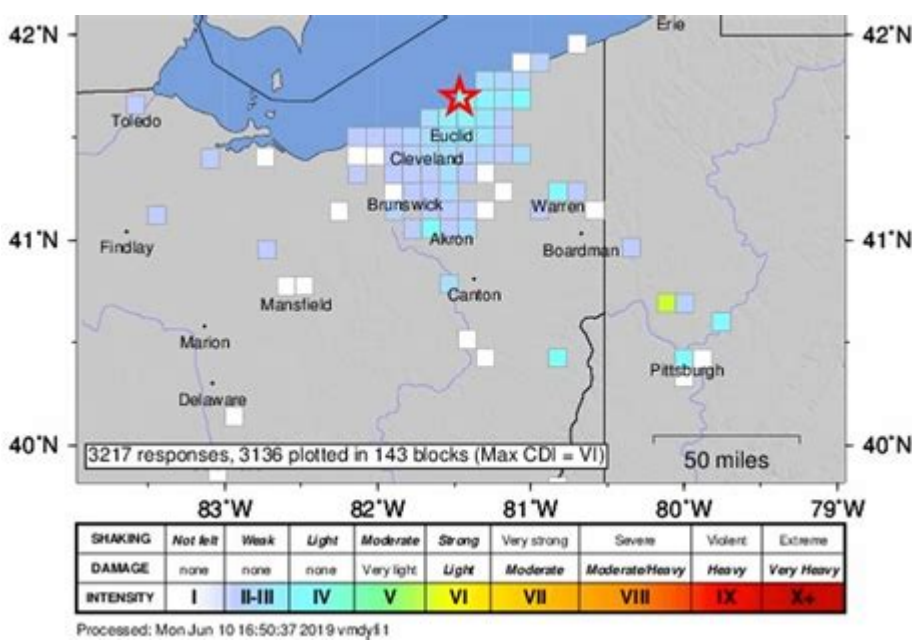 42°N
Erie
42°N
Toledo
Euclid
Cleveland
Brunswick
Warren
41°N
Findlay
Akron
Boardman
41°N
Mansfield
Canton
Marion
Pittsburgh
Delaware
40°N
3217 responses, 3136 plotted in 143 blocks (Max CDI = VI)
50 miles
40°N
83°W 82°W 81°W 80°W 79°W
SHAKING Not felt Weak Light Moderate Strong Very strong Severe Violent Extreme
DAMAGE none none none Very light Light Moderate Moderate/Heavy Heavy Very Heavy
INTENSITY I II-III IV V VI VII VIII IX X+
Processed: Mon Jun 10 16:50:37 2019 vmdyfi1